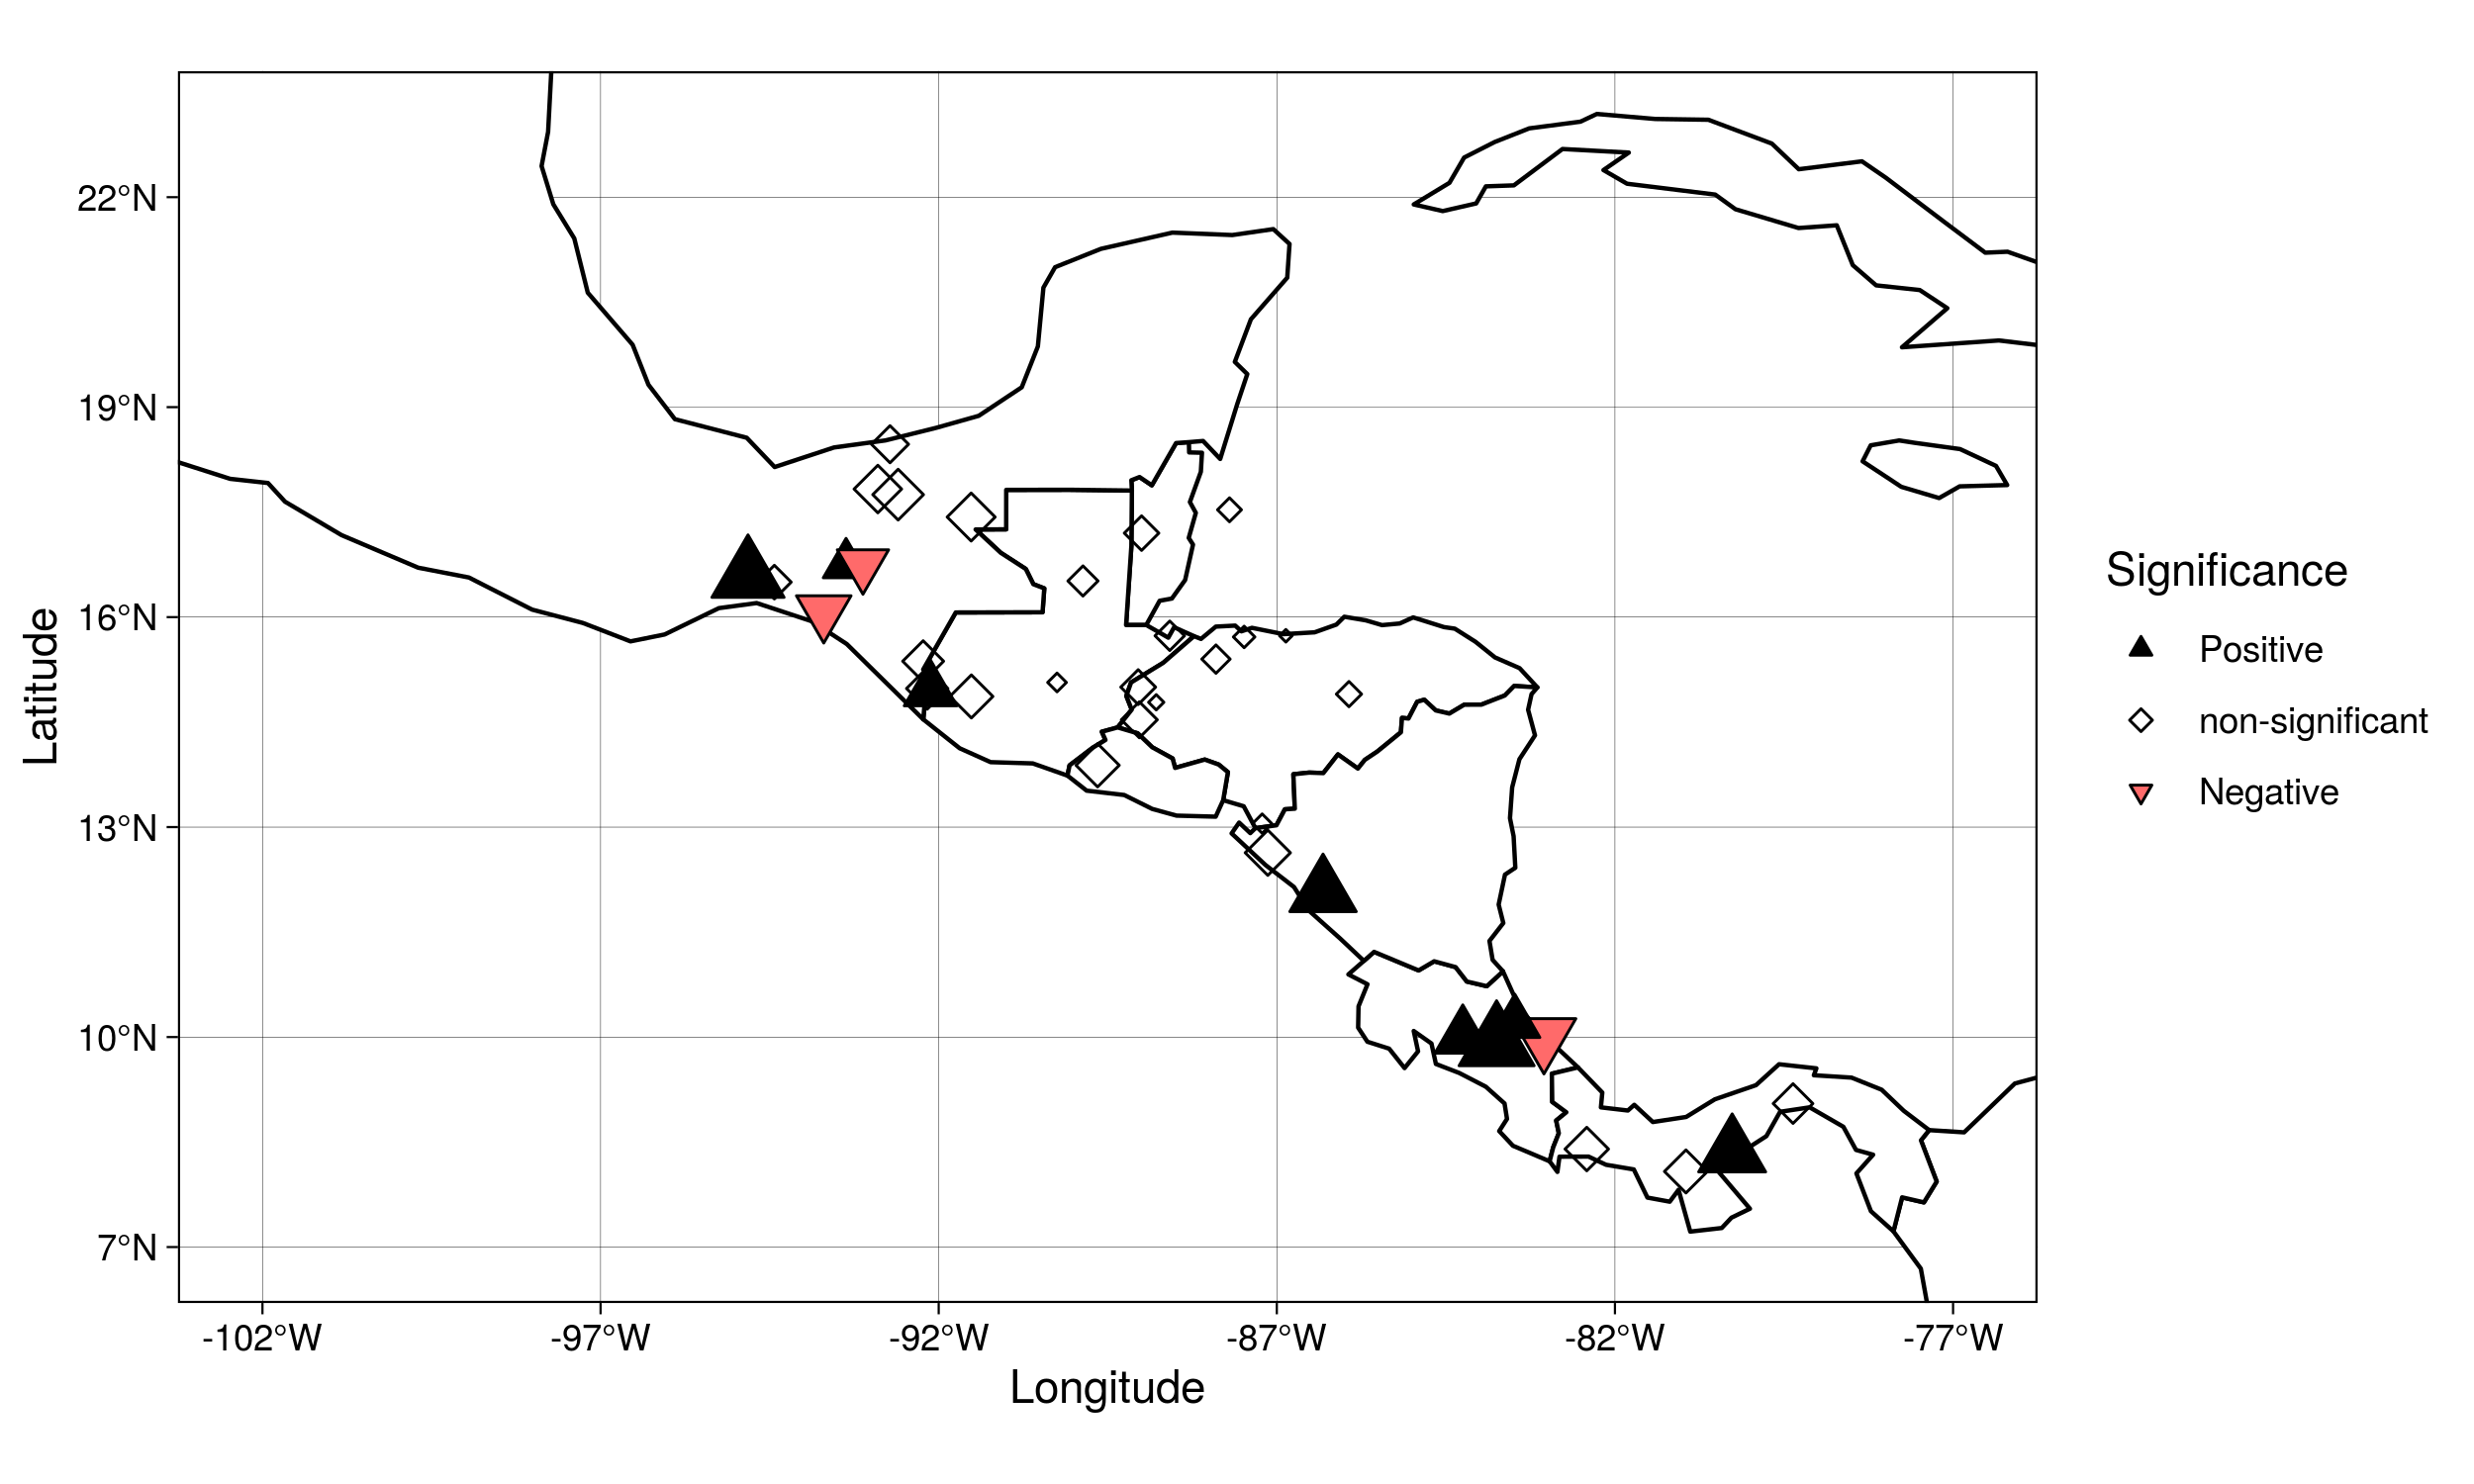 22°N
19°N
16°N
13°N
10°N
7°N
Latitude
-102°W -97°W -92°W -87°W -82°W -77°W
Longitude
Significance
Positive
non-significant
Negative